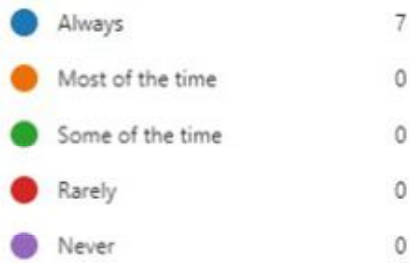 Always 7
Most of the time 0
Some of the time 0
Rarely 0
Never 0